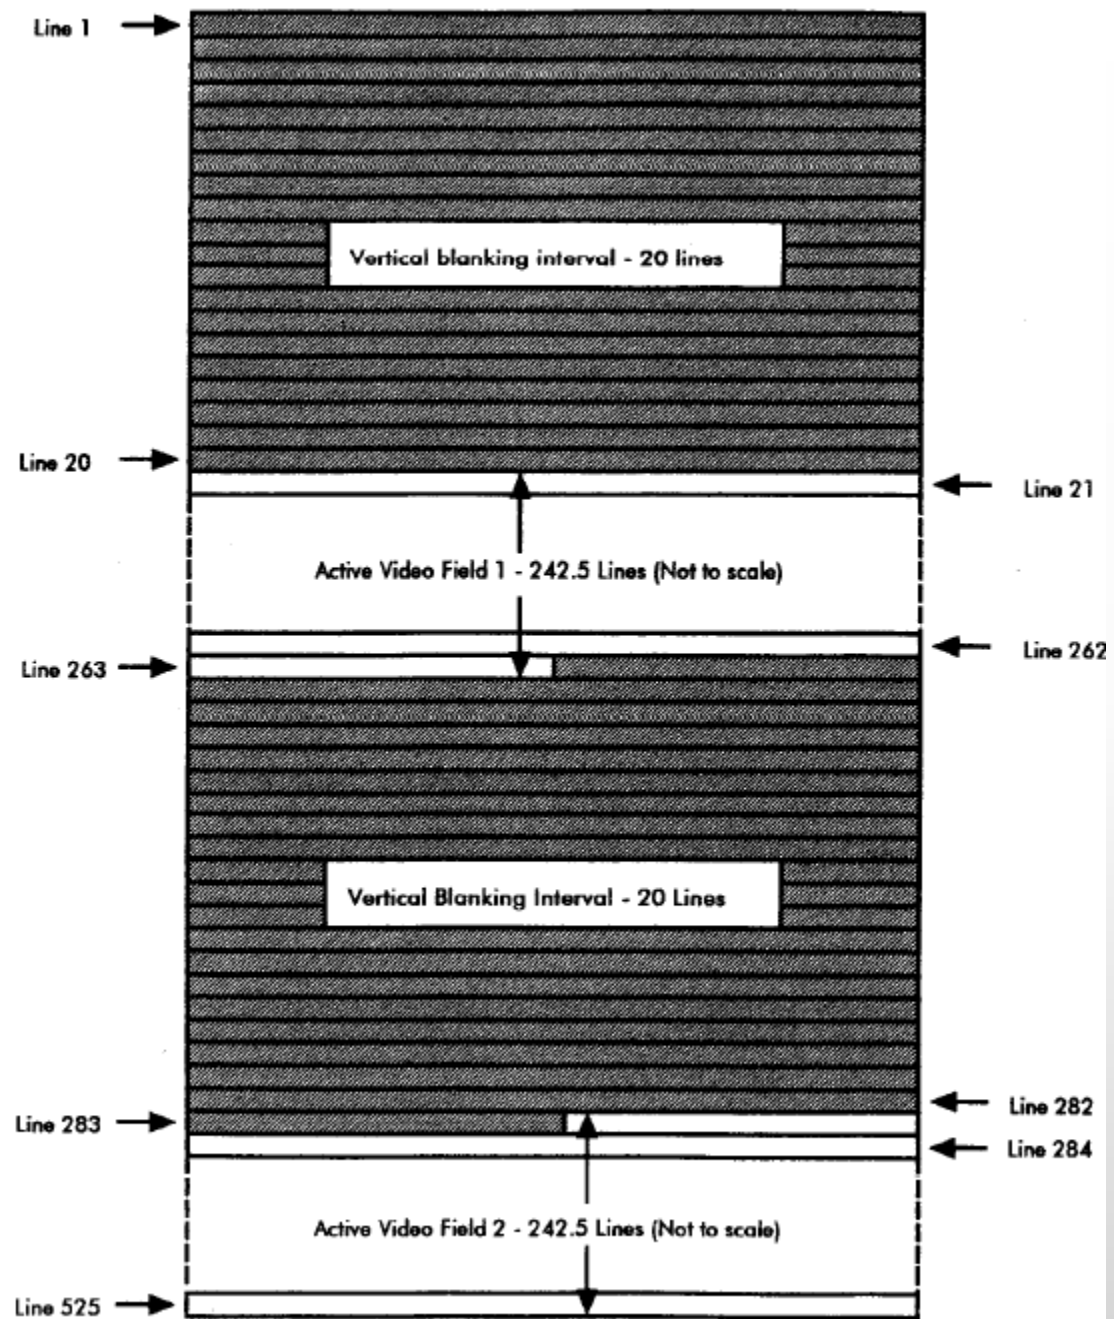 Line 1
Vertical blanking interval - 20 lines
Line 20
Line 21
Active Video Field 1 - 242.5 Lines (Not to scale)
Line 262
Line 263
Vertical Blanking Interval - 20 Lines
Line 282
Line 283
Line 284
Active Video Field 2 - 242.5 Lines (Not to scale)
Line 525